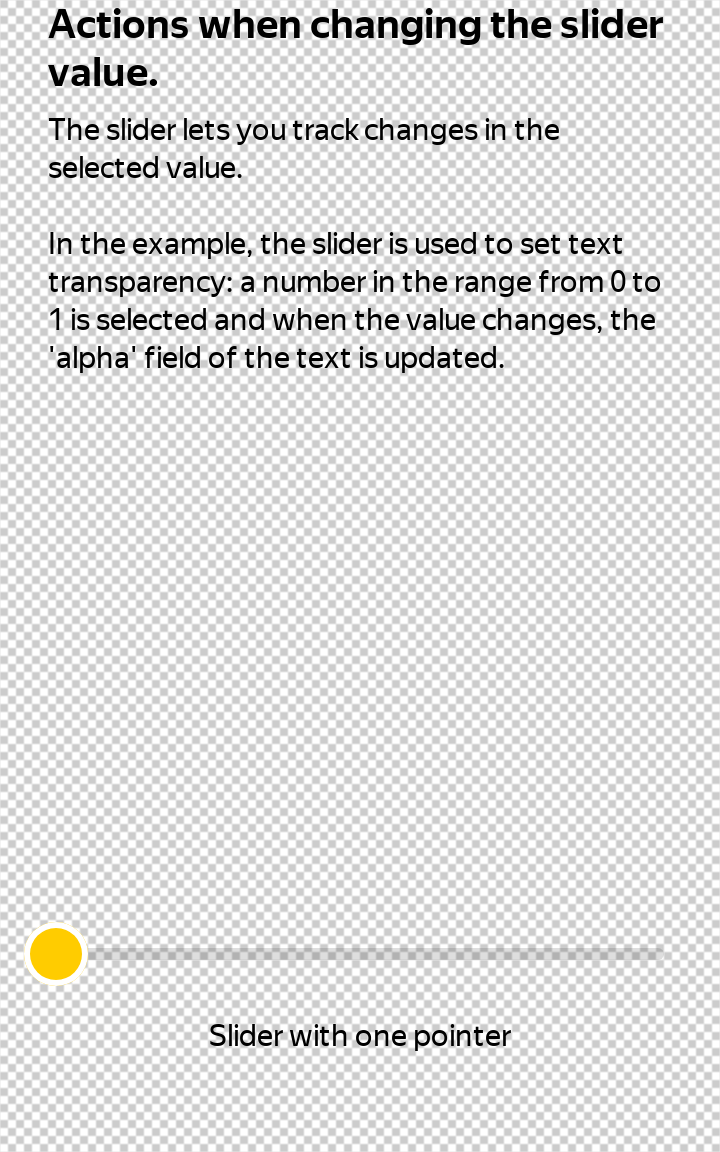 Actions when changing the slider
value.
The slider lets you track changes in the
selected value.
In the example, the slider is used to set text
transparency: a number in the range from 0 to
1 is selected and when the value changes, the
'alpha' field of the text is updated.
Slider with one pointer